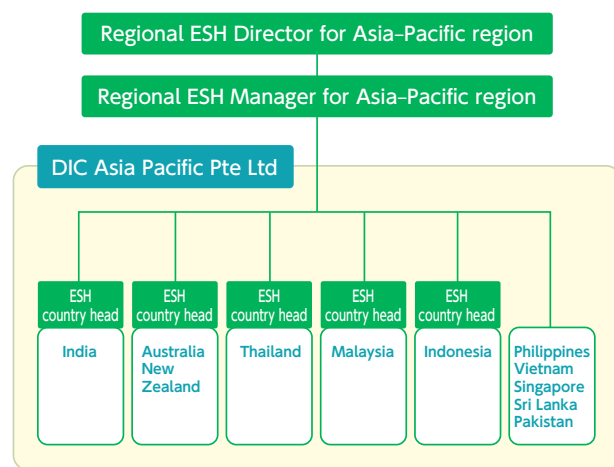 Regional ESH Director for Asia–Pacific region
Regional ESH Manager for Asia–Pacific region
DIC Asia Pacific Pte Ltd
ESH
country head
India
ESH
country head
Australia
New
Zealand
ESH
country head
Thailand
ESH
country head
Malaysia
ESH
country head
Indonesia
Philippines
Vietnam
Singapore
Sri Lanka
Pakistan